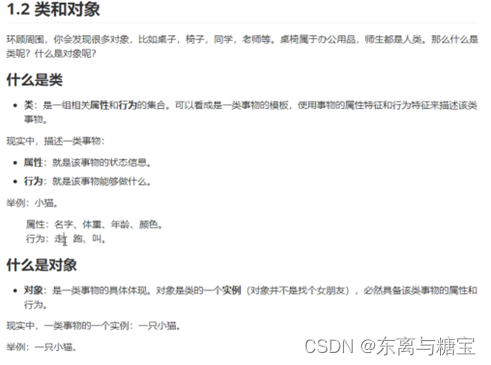 1.2 类和对象
环顾周围，你会发现很多对象，比如桌子，椅子，同学，老师等。桌椅属于办公用品，师生都是人类。那么什么是
类呢？什么是对象呢？
什么是类
• 类：是一组相关属性和行为的集合。可以看成是一类事物的模板，使用事物的属性特征和行为特征来描述该类
事物。
现实中，描述一类事物：
• 属性：就是该事物的状态信息。
• 行为：就是该事物能够做什么。
举例：小猫。
属性：名字、体重、年龄、颜色。
行为：走、跑、叫。
什么是对象
• 对象：是一类事物的具体体现。对象是类的一个实例（对象并不是找个女朋友），必然具备该类事物的属性和
行为。
现实中，一类事物的一个实例：一只小猫。
举例：一只小猫。
CSDN @东离与糖宝